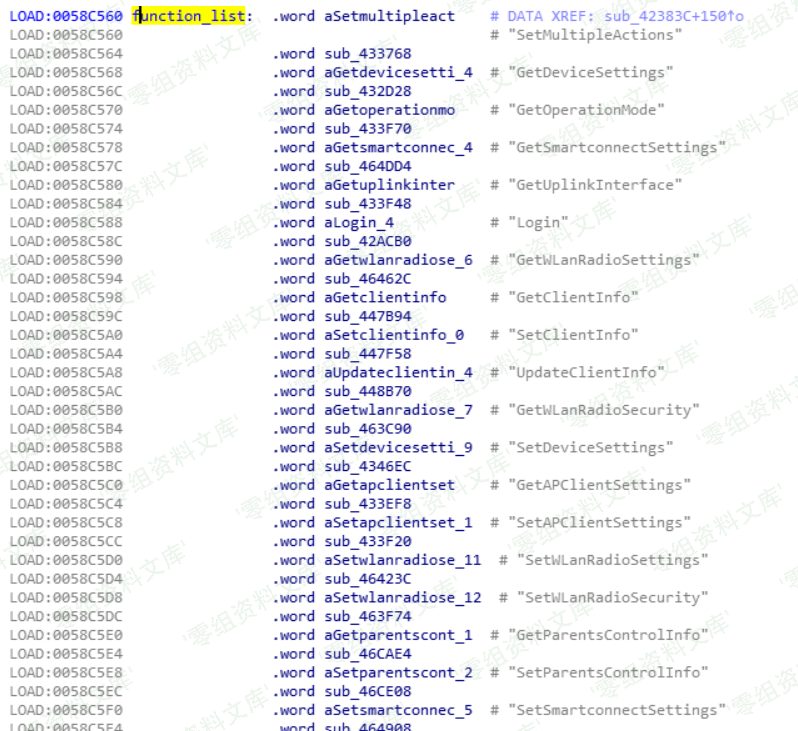 LOAD:0058C560 function_list: .word aSetmultipleact # DATA XREF: sub_42383C+150↑o
LOAD:0058C560 # "SetMultipleActions"
LOAD:0058C564 .word sub_433768
LOAD:0058C568 .word aGetdevicesetti_4 # "GetDeviceSettings"
LOAD:0058C56C .word sub_432D28
LOAD:0058C570 .word aGetoperationmo # "GetOperationMode"
LOAD:0058C574 .word sub_433F70
LOAD:0058C578 .word aGetsmartconnec_4 # "GetSmartconnectSettings"
LOAD:0058C57C .word sub_464DD4
LOAD:0058C580 .word aGetuplinkinter # "GetUplinkInterface"
LOAD:0058C584 .word sub_433F48
LOAD:0058C588 .word aLogin_4 # "Login"
LOAD:0058C58C .word sub_42ACB0
LOAD:0058C590 .word aGetwlanradiose_6 # "GetWLanRadioSettings"
LOAD:0058C594 .word sub_46462C
LOAD:0058C598 .word aGetclientinfo # "GetClientInfo"
LOAD:0058C59C .word sub_447B94
LOAD:0058C5A0 .word aSetclientinfo_0 # "SetClientInfo"
LOAD:0058C5A4 .word sub_447F58
LOAD:0058C5A8 .word aUpdateclientin_4 # "UpdateClientInfo"
LOAD:0058C5AC .word sub_448B70
LOAD:0058C5B0 .word aGetwlanradiose_7 # "GetWLanRadioSecurity"
LOAD:0058C5B4 .word sub_463C90
LOAD:0058C5B8 .word aSetdevicesetti_9 # "SetDeviceSettings"
LOAD:0058C5BC .word sub_4346EC
LOAD:0058C5C0 .word aGetapclientset # "GetAPClientSettings"
LOAD:0058C5C4 .word sub_433EF8
LOAD:0058C5C8 .word aSetapclientset_1 # "SetAPClientSettings"
LOAD:0058C5CC .word sub_433F20
LOAD:0058C5D0 .word aSetwlanradiose_11 # "SetWLanRadioSettings"
LOAD:0058C5D4 .word sub_46423C
LOAD:0058C5D8 .word aSetwlanradiose_12 # "SetWLanRadioSecurity"
LOAD:0058C5DC .word sub_463F74
LOAD:0058C5E0 .word aGetparentscont_1 # "GetParentsControlInfo"
LOAD:0058C5E4 .word sub_46CAE4
LOAD:0058C5E8 .word aSetparentscont_2 # "SetParentsControlInfo"
LOAD:0058C5EC .word sub_46CE08
LOAD:0058C5F0 .word aSetsmartconnec_5 # "SetSmartconnectSettings"
LOAD:0058C5F4 .word sub_464908
'零组资料文库'